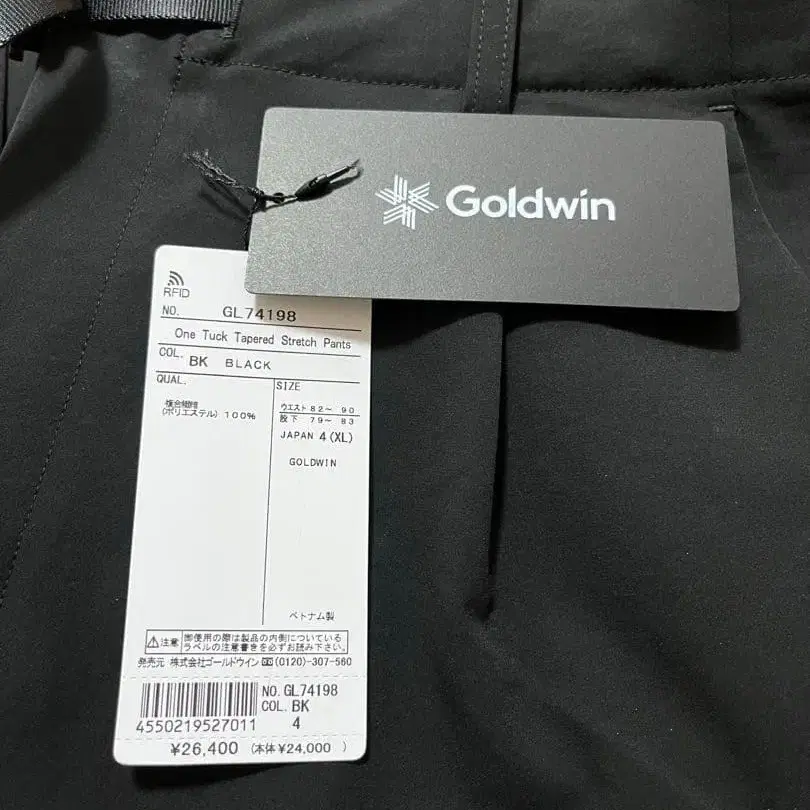 Goldwin
RFID
NO. GL74198
One Tuck Tapered Stretch Pants
COL. BK BLACK
QUAL.
複合繊維
(ポリエステル) 100%
SIZE
ウエスト 82~ 90
股下 79~ 83
JAPAN 4(XL)
GOLDWIN
ベトナム製
注意 御使用の際は製品の内側についている
ラベルの注意書きを必ずお読み下さい。
発売元 株式会社ゴールドウイン (0120)-307-560
NO. GL74198
COL. BK
4550219527011 4
¥26,400 (本体 ¥24,000 )